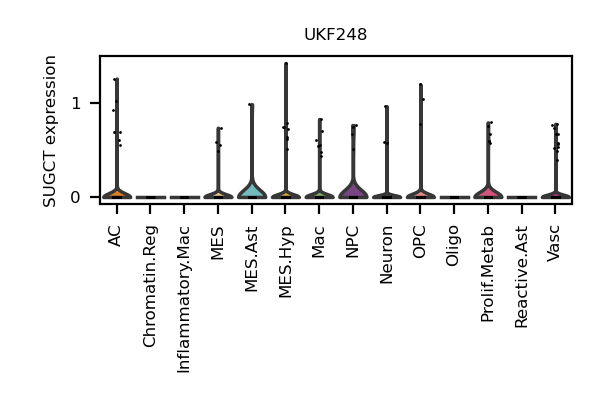 UKF248
SUGCT expression
1
0
AC
Chromatin.Reg
Inflammatory.Mac
MES
MES.Ast
MES.Hyp
Mac
NPC
Neuron
OPC
Oligo
Prolif.Metab
Reactive.Ast
Vasc